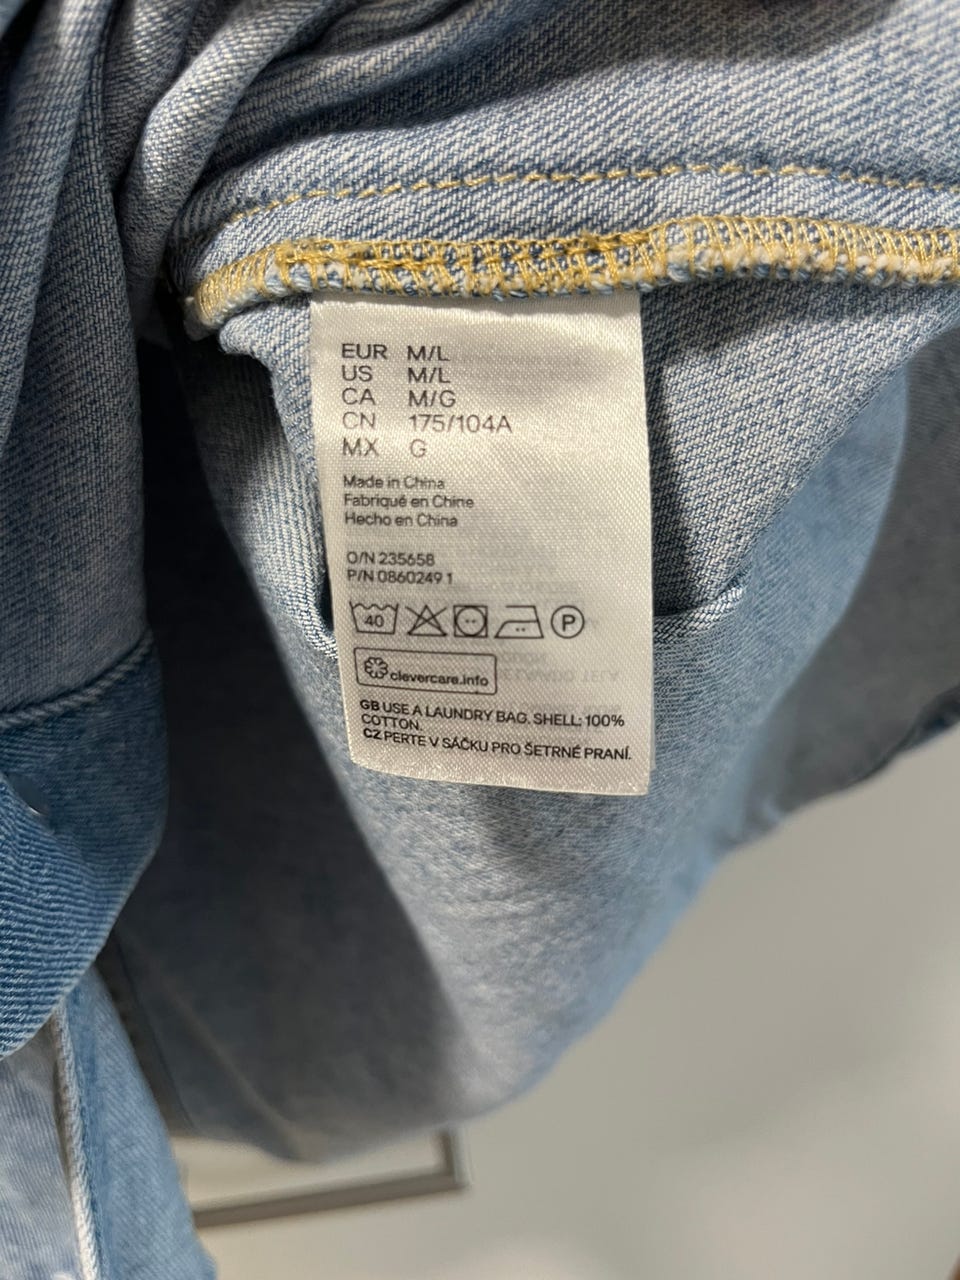 EUR M/L
US M/L
CA M/G
CN 175/104A
MX G
Made in China
Fabriqué en Chine
Hecho en China
O/N 235658
P/N 0860249 1
40
P
clevercare.info
GB USE A LAUNDRY BAG. SHELL: 100%
COTTON
CZ PERTE V SÁČKU PRO ŠETRNÉ PRANÍ.